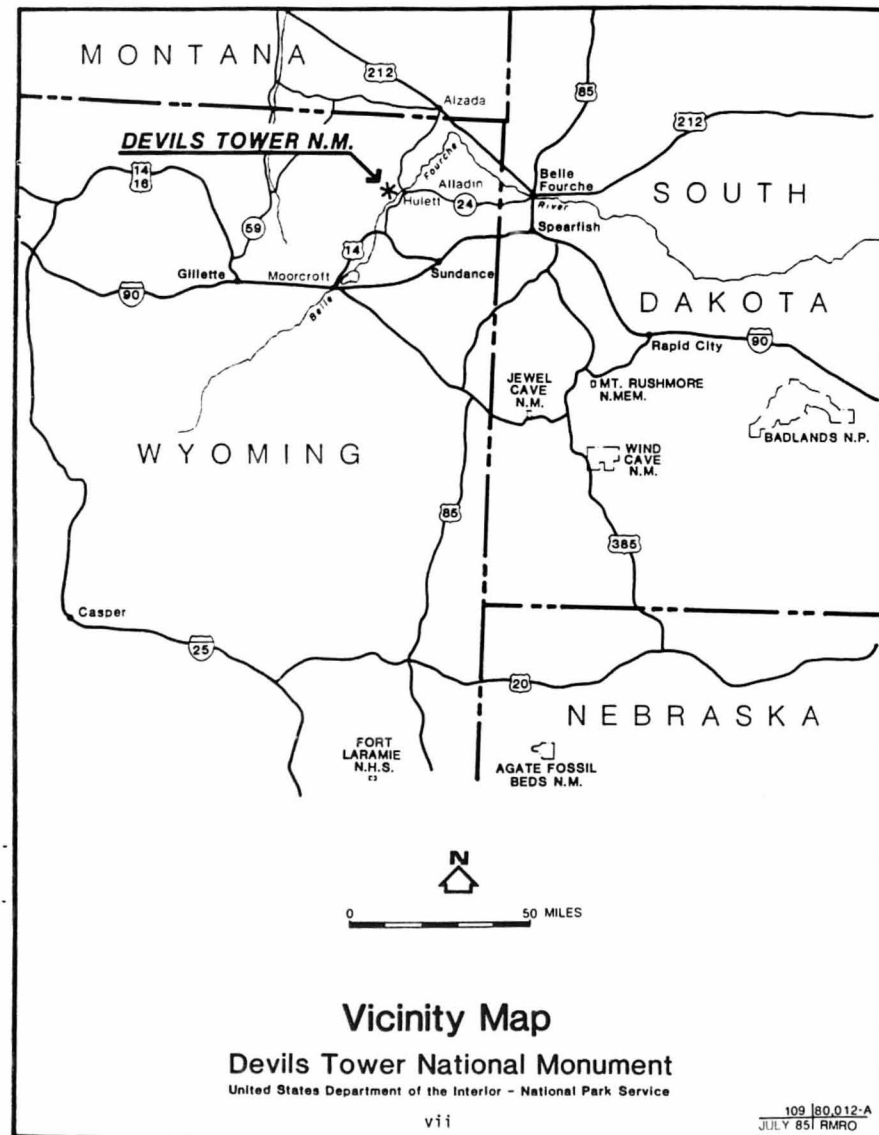 MONTANA
212
85
Alzada
212
DEVILS TOWER N.M.
Fourche
14
16
Belle
Fourche
Alladin
SOUTH
Hulett
24
River
59
Spearfish
14
Gillette
Moorcroft
Sundance
90
Belle
DAKOTA
90
Rapid City
JEWEL
CAVE
N.M.
MT. RUSHMORE
N.MEM.
BADLANDS N.P.
WYOMING
WIND
CAVE
N.M.
85
385
Casper
25
20
NEBRASKA
FORT
LARAMIE
N.H.S.
AGATE FOSSIL
BEDS N.M.
N
0 50 MILES
Vicinity Map
Devils Tower National Monument
United States Department of the Interior - National Park Service
vii
109 80,012-A
JULY 85 RMRO